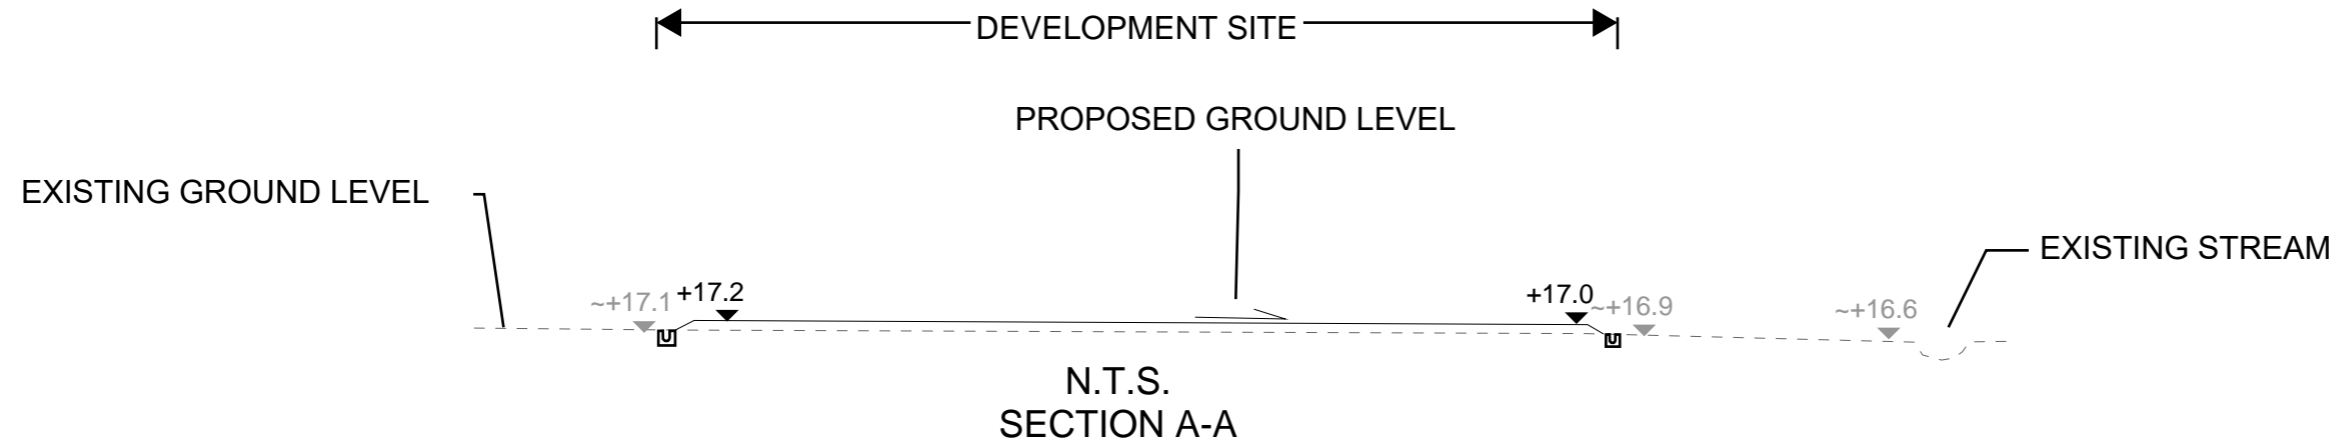 DEVELOPMENT SITE
PROPOSED GROUND LEVEL
EXISTING GROUND LEVEL
EXISTING STREAM
~+17.1
+17.2
+17.0
~+16.9
~+16.6
N.T.S.
SECTION A-A